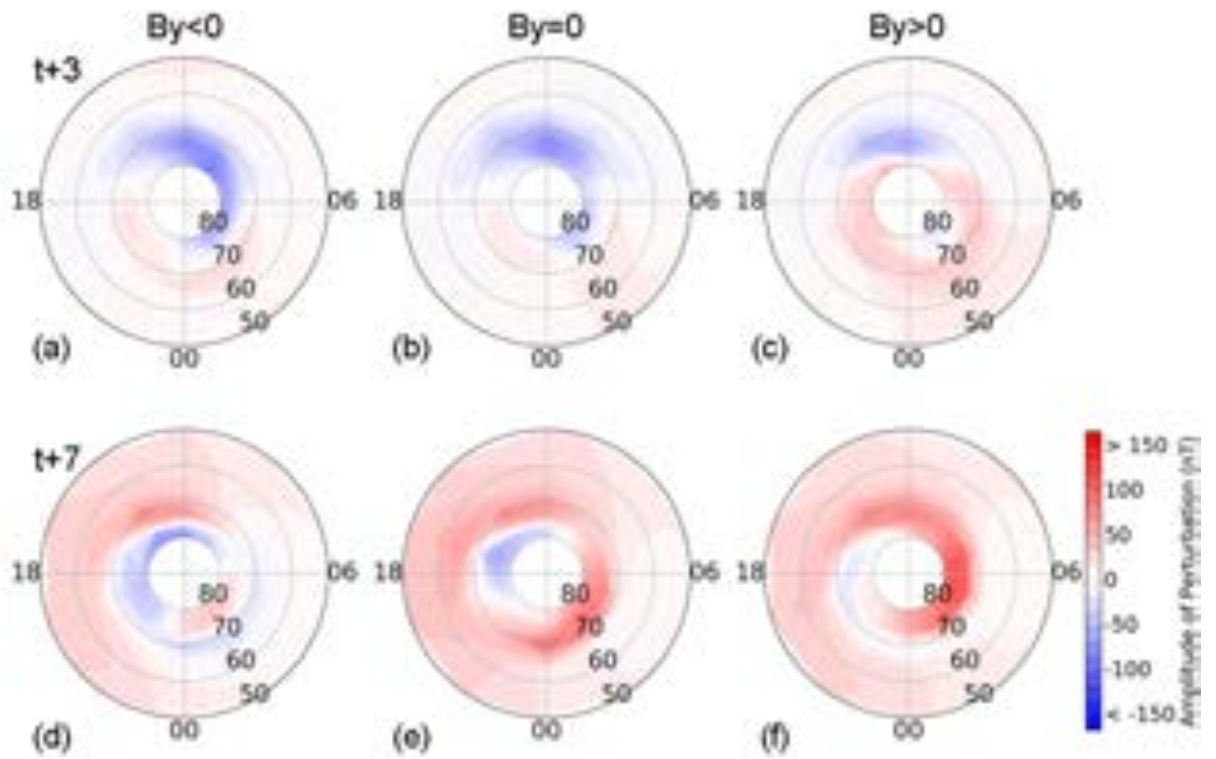 By<0 By=0 By>0
t+3
18 06 18 06 18 06
80 80 80
70 70 70
60 60 60
50 50 50
(a) 00 (b) 00 (c) 00
t+7
> 150
100
50
0
-50
-100
< -150
Amplitude of Perturbation (nT)
18 06 18 06 18 06
80 80 80
70 70 70
60 60 60
50 50 50
(d) 00 (e) 00 (f) 00